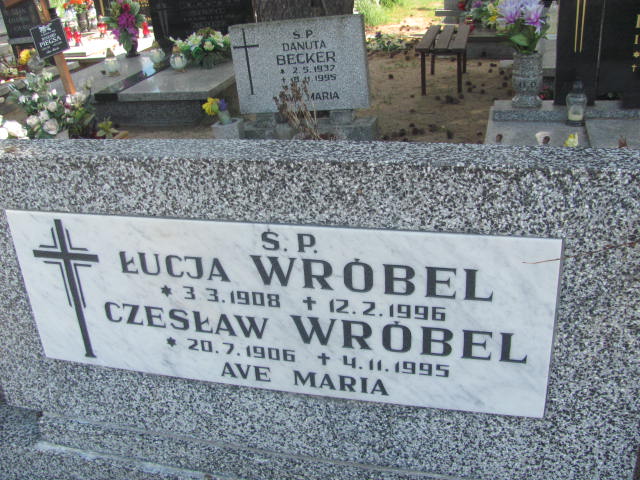 S.P.
DANUTA
BECKER
* 2.5.1937
1995
AVE MARIA
Ś.P.
ŁUCJA WRÓBEL
* 3.3.1908 + 12.2.1996
CZESŁAW WRÓBEL
* 20.7.1906 + 4.11.1995
AVE MARIA